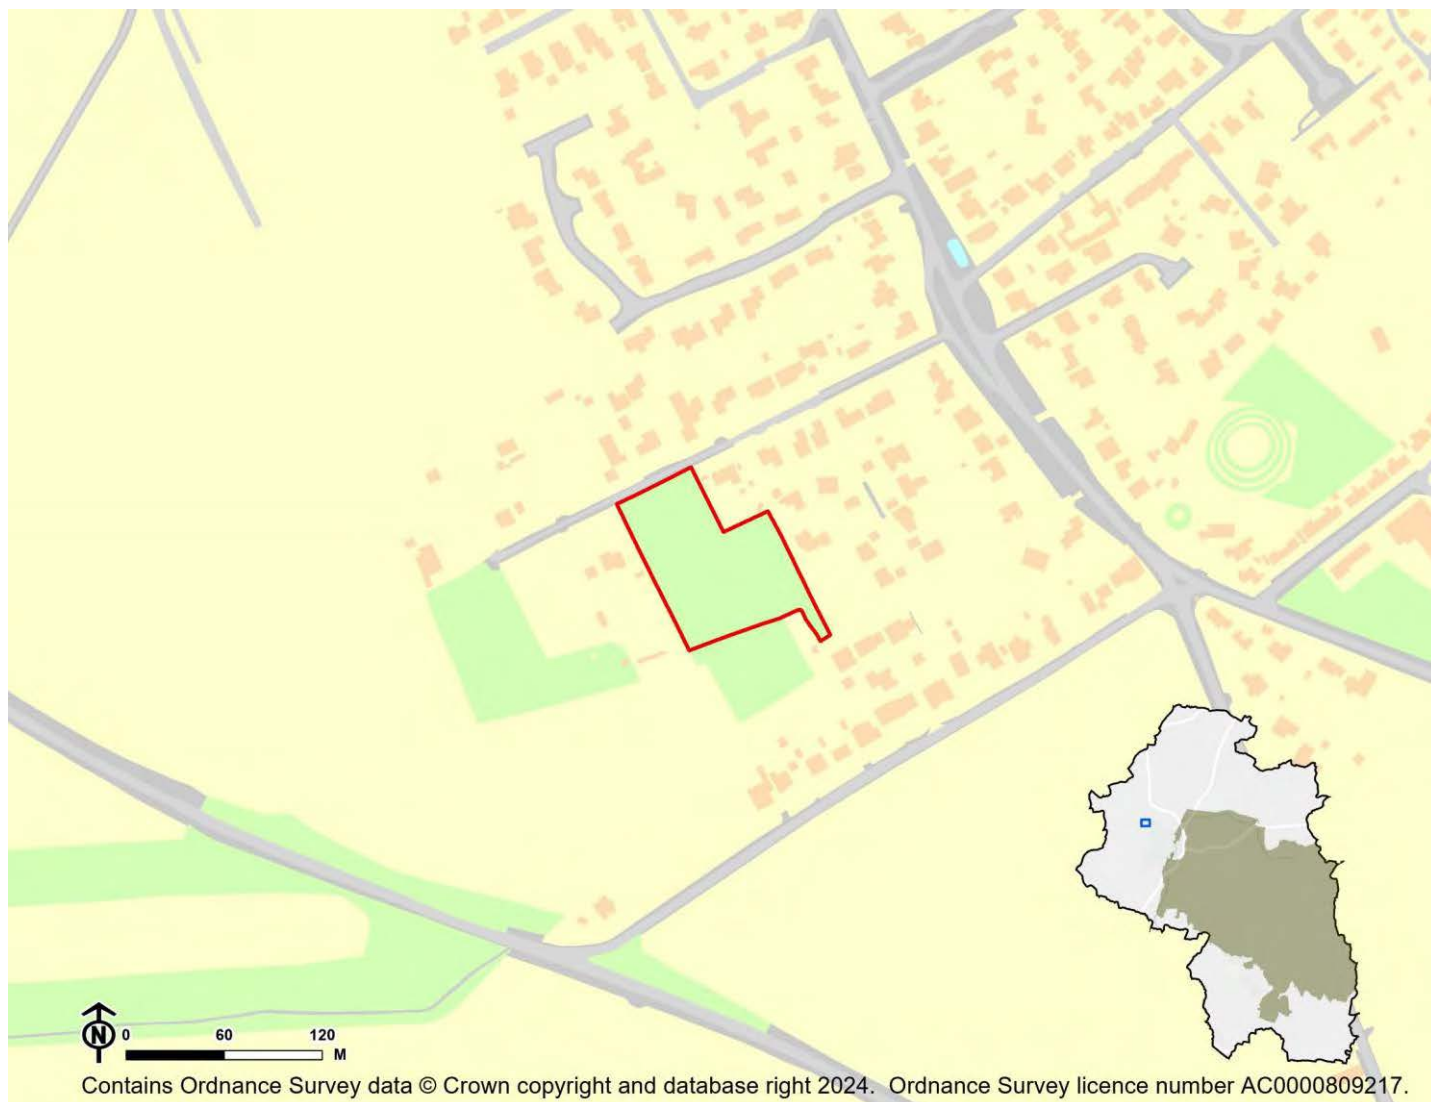 N
0 60 120
M
Contains Ordnance Survey data © Crown copyright and database right 2024. Ordnance Survey licence number AC0000809217.